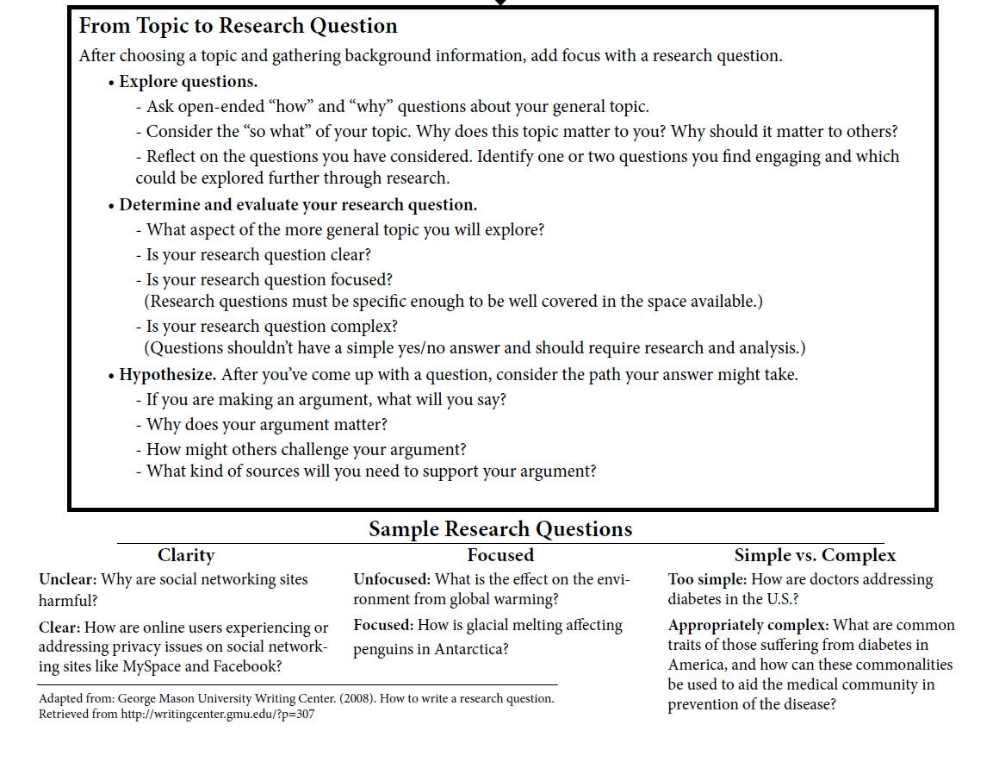 From Topic to Research Question
After choosing a topic and gathering background information, add focus with a research question.
• Explore questions.
- Ask open-ended “how” and “why” questions about your general topic.
- Consider the “so what” of your topic. Why does this topic matter to you? Why should it matter to others?
- Reflect on the questions you have considered. Identify one or two questions you find engaging and which
could be explored further through research.
• Determine and evaluate your research question.
- What aspect of the more general topic you will explore?
- Is your research question clear?
- Is your research question focused?
(Research questions must be specific enough to be well covered in the space available.)
- Is your research question complex?
(Questions shouldn’t have a simple yes/no answer and should require research and analysis.)
• Hypothesize. After you’ve come up with a question, consider the path your answer might take.
- If you are making an argument, what will you say?
- Why does your argument matter?
- How might others challenge your argument?
- What kind of sources will you need to support your argument?
Sample Research Questions
Clarity
Unclear: Why are social networking sites
harmful?
Clear: How are online users experiencing or
addressing privacy issues on social network-
ing sites like MySpace and Facebook?
Focused
Unfocused: What is the effect on the envi-
ronment from global warming?
Focused: How is glacial melting affecting
penguins in Antarctica?
Simple vs. Complex
Too simple: How are doctors addressing
diabetes in the U.S.?
Appropriately complex: What are common
traits of those suffering from diabetes in
America, and how can these commonalities
be used to aid the medical community in
prevention of the disease?
Adapted from: George Mason University Writing Center. (2008). How to write a research question.
Retrieved from http://writingcenter.gmu.edu/?p=307